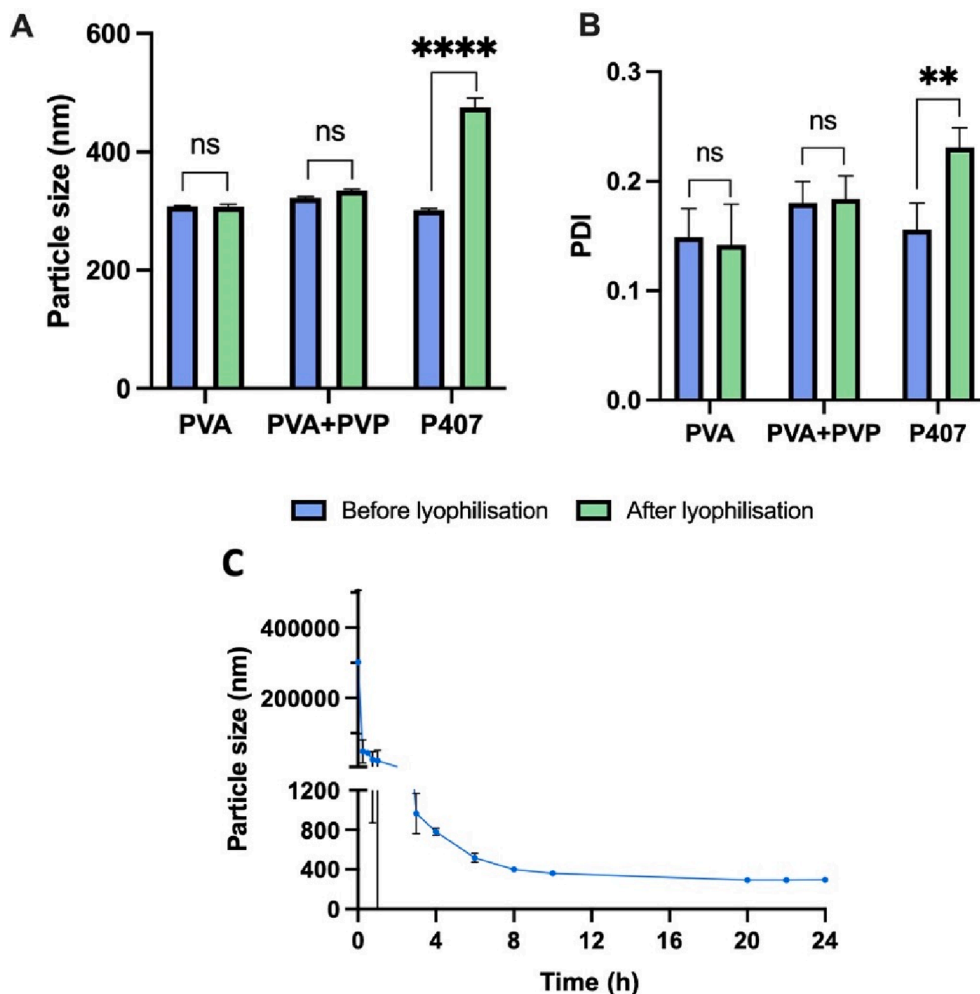 A
Particle size (nm)
600
400
200
0
ns
ns
****
PVA PVA+PVP P407
B
PDI
0.3
0.2
0.1
0.0
ns
ns
**
PVA PVA+PVP P407
Before lyophilisation After lyophilisation
C
Particle size (nm)
400000
200000
1200
800
400
0
0 4 8 12 16 20 24
Time (h)